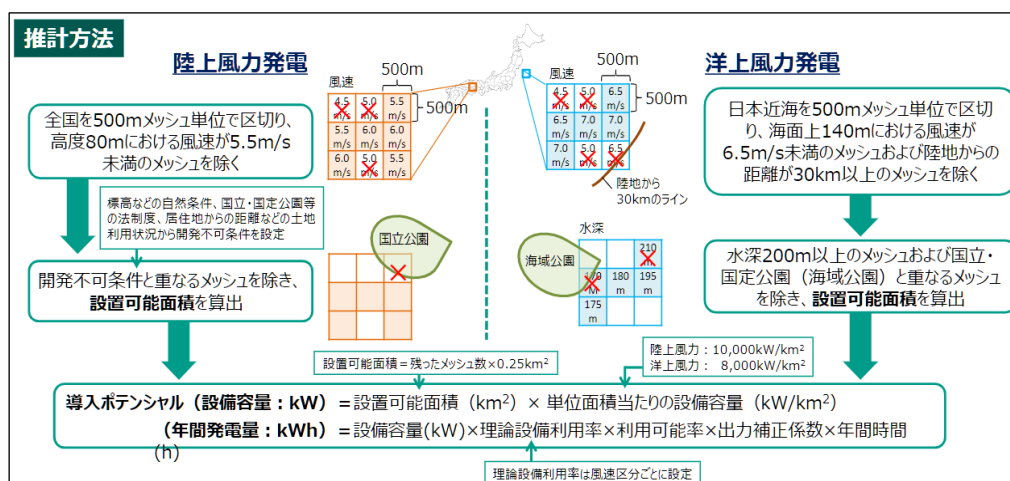 推計方法
陸上風力発電
洋上風力発電
全国を500mメッシュ単位で区切り、
高度80mにおける風速が5.5m/s
未満のメッシュを除く
標高などの自然条件、国立・国定公園等
の法制度、居住地からの距離などの土地
利用状況から開発不可条件を設定
開発不可条件と重なるメッシュを除き、
設置可能面積を算出
風速
500m
500m
4.5 5.0 5.5
m/s m/s m/s
5.5 6.0 6.0
m/s m/s m/s
6.0 5.0 5.5
m/s m/s m/s
国立公園
風速
500m
500m
4.5 5.0 6.5
m/s m/s m/s
6.5 7.0 7.0
m/s m/s m/s
7.0 5.0 6.5
m/s m/s m/s
陸地から
30kmのライン
水深
海域公園
210
m
170 180 195
M m m
175
m
日本近海を500mメッシュ単位で区切
り、海面上140mにおける風速が
6.5m/s未満のメッシュおよび陸地からの
距離が30km以上のメッシュを除く
水深200m以上のメッシュおよび国立・
国定公園（海域公園）と重なるメッシュ
を除き、設置可能面積を算出
設置可能面積＝残ったメッシュ数×0.25km²
陸上風力：10,000kW/km²
洋上風力： 8,000kW/km²
導入ポテンシャル（設備容量：kW）＝設置可能面積（km²）× 単位面積当たりの設備容量（kW/km²）
（年間発電量：kWh）＝設備容量(kW)×理論設備利用率×利用可能率×出力補正係数×年間時間
(h)
理論設備利用率は風速区分ごとに設定